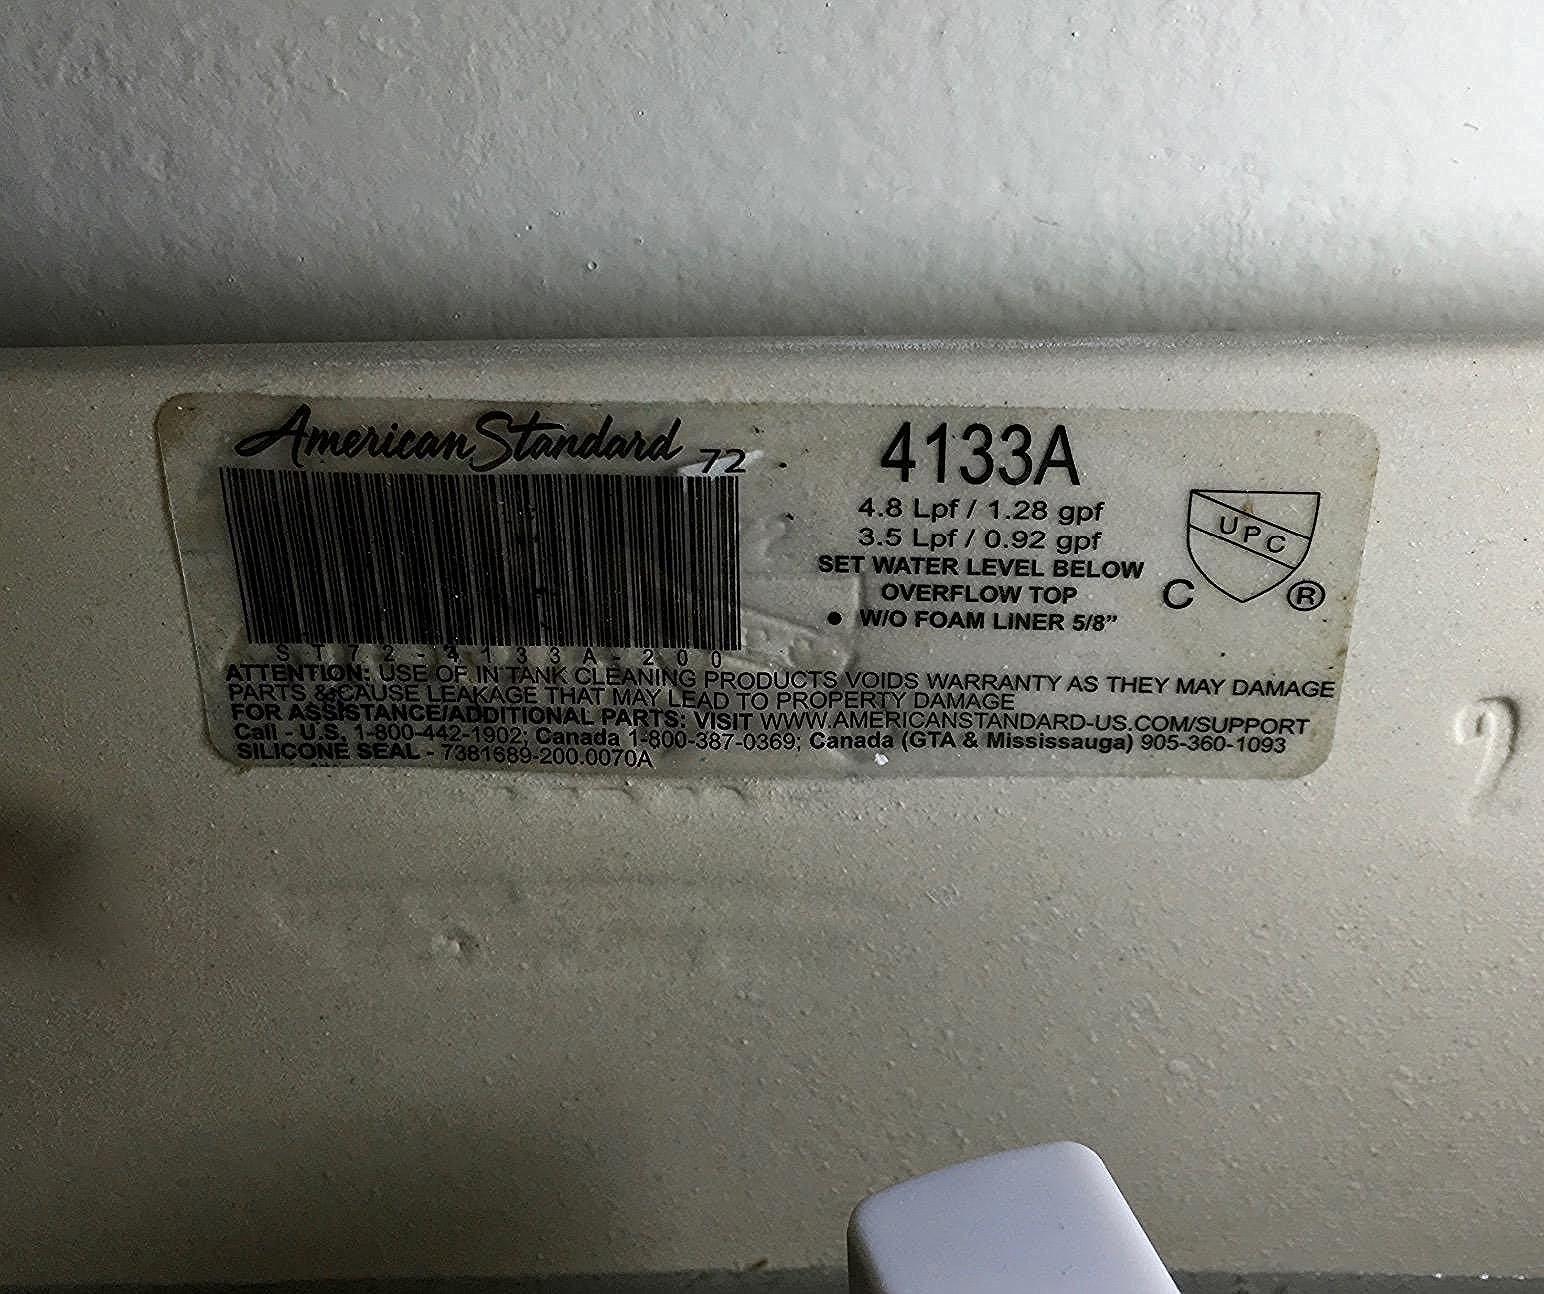 American Standard 72
4133A
4.8 Lpf / 1.28 gpf
3.5 Lpf / 0.92 gpf
SET WATER LEVEL BELOW
OVERFLOW TOP
● W/O FOAM LINER 5/8”
UPC
C ®
ST72-4133A-200
ATTENTION: USE OF IN TANK CLEANING PRODUCTS VOIDS WARRANTY AS THEY MAY DAMAGE
PARTS & CAUSE LEAKAGE THAT MAY LEAD TO PROPERTY DAMAGE
FOR ASSISTANCE/ADDITIONAL PARTS: VISIT WWW.AMERICANSTANDARD-US.COM/SUPPORT
Call - U.S. 1-800-442-1902; Canada 1-800-387-0369; Canada (GTA & Mississauga) 905-360-1093
SILICONE SEAL - 7381689-200.0070A